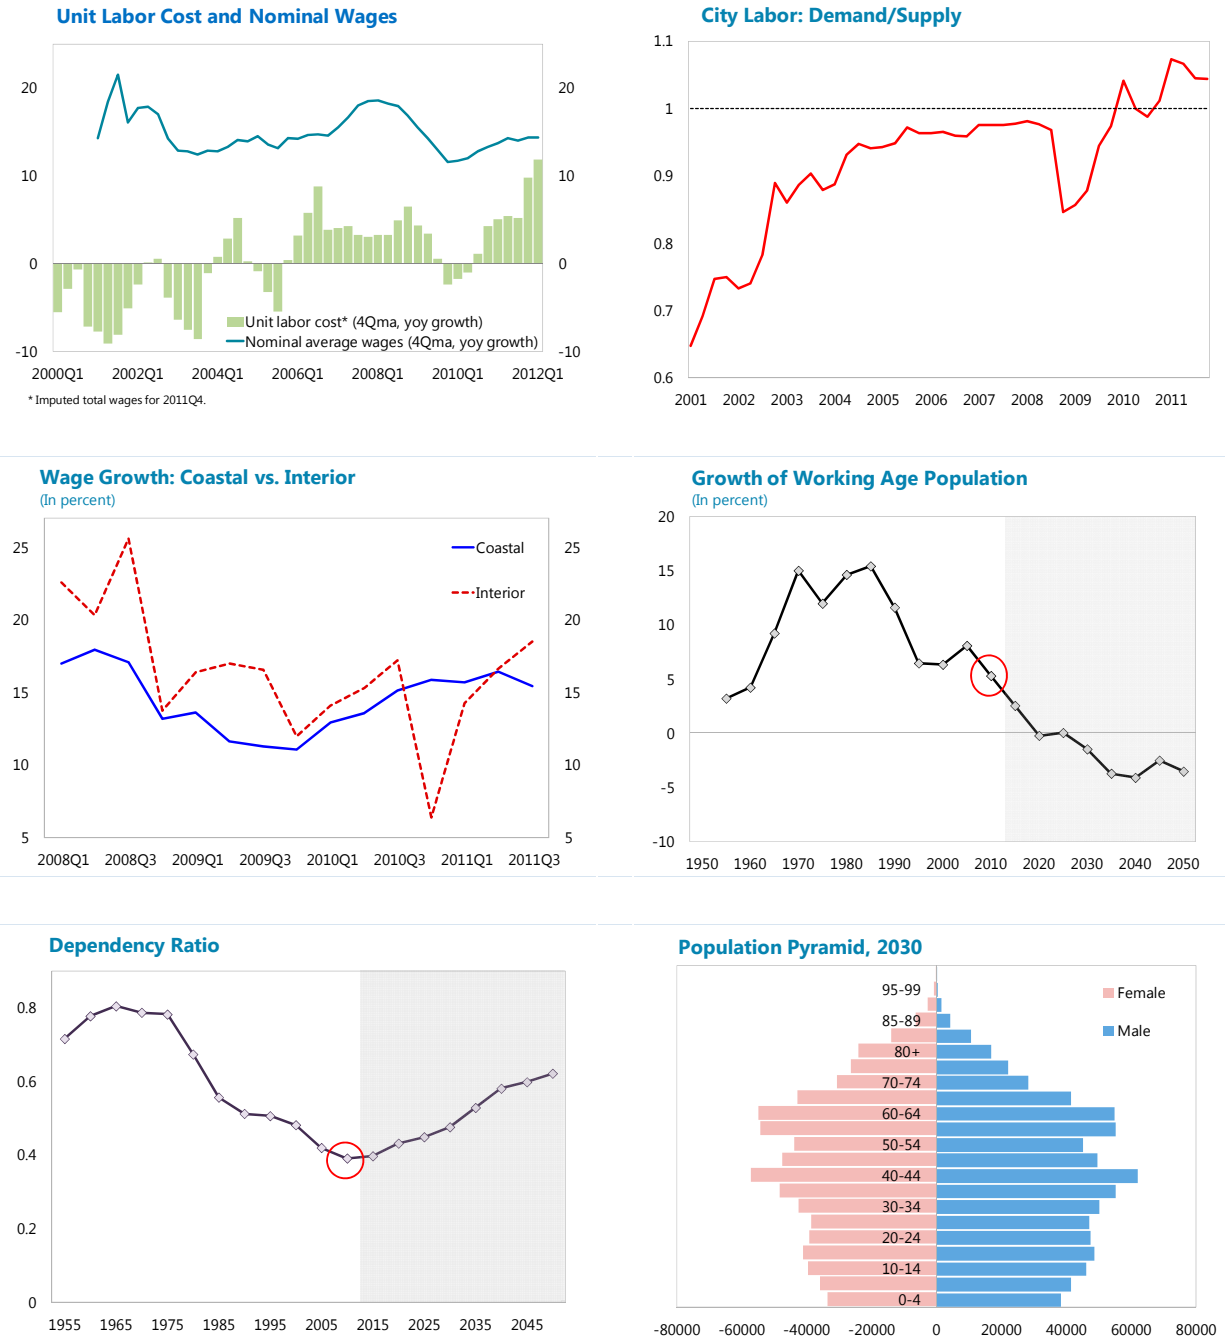 Unit Labor Cost and Nominal Wages
20
10
0
-10
20
10
0
-10
Unit labor cost* (4Qma, yoy growth)
Nominal average wages (4Qma, yoy growth)
2000Q1 2002Q1 2004Q1 2006Q1 2008Q1 2010Q1 2012Q1
* Imputed total wages for 2011Q4.
City Labor: Demand/Supply
1.1
1
0.9
0.8
0.7
0.6
2001 2002 2003 2004 2005 2006 2007 2008 2009 2010 2011
Wage Growth: Coastal vs. Interior
(In percent)
25
20
15
10
5
Coastal
Interior
25
20
15
10
5
2008Q1 2008Q3 2009Q1 2009Q3 2010Q1 2010Q3 2011Q1 2011Q3
Growth of Working Age Population
(In percent)
20
15
10
5
0
-5
-10
1950 1960 1970 1980 1990 2000 2010 2020 2030 2040 2050
Dependency Ratio
0.8
0.6
0.4
0.2
0
1955 1965 1975 1985 1995 2005 2015 2025 2035 2045
Population Pyramid, 2030
Female
Male
95-99
85-89
80+
70-74
60-64
50-54
40-44
30-34
20-24
10-14
0-4
-80000 -60000 -40000 -20000 0 20000 40000 60000 80000